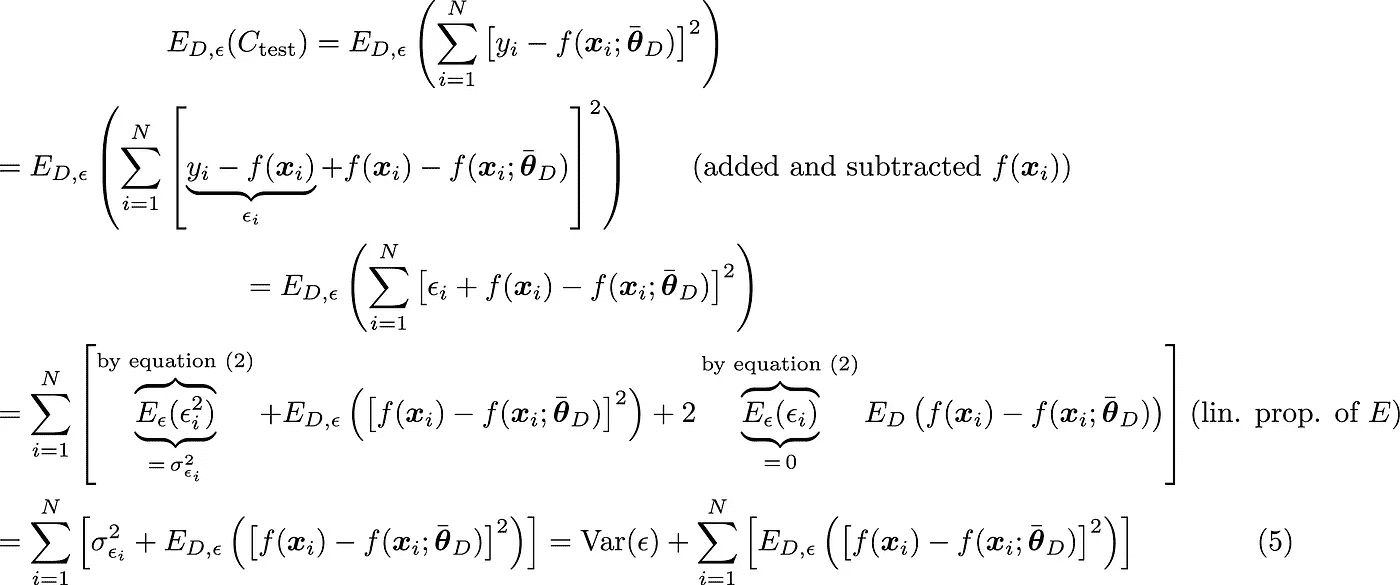 $E_{D,\epsilon}(C_{\text{test}}) = E_{D,\epsilon}\left(\sum_{i=1}^{N}\left[y_i - f(\boldsymbol{x}_i; \bar{\boldsymbol{\theta}}_D)\right]^2\right)$
$= E_{D,\epsilon}\left(\sum_{i=1}^{N}\left[\underbrace{y_i - f(\boldsymbol{x}_i)}_{\epsilon_i} + f(\boldsymbol{x}_i) - f(\boldsymbol{x}_i; \bar{\boldsymbol{\theta}}_D)\right]^2\right)$ (added and subtracted $f(\boldsymbol{x}_i)$)
$= E_{D,\epsilon}\left(\sum_{i=1}^{N}\left[\epsilon_i + f(\boldsymbol{x}_i) - f(\boldsymbol{x}_i; \bar{\boldsymbol{\theta}}_D)\right]^2\right)$
$= \sum_{i=1}^{N}\left[\overbrace{\underbrace{E_\epsilon(\epsilon_i^2)}_{=\sigma_{\epsilon_i}^2}}^{\text{by equation (2)}} + E_{D,\epsilon}\left(\left[f(\boldsymbol{x}_i) - f(\boldsymbol{x}_i; \bar{\boldsymbol{\theta}}_D)\right]^2\right) + 2\overbrace{\underbrace{E_\epsilon(\epsilon_i)}_{=0}}^{\text{by equation (2)}} E_D\left(f(\boldsymbol{x}_i) - f(\boldsymbol{x}_i; \bar{\boldsymbol{\theta}}_D)\right)\right]$ (lin. prop. of $E$)
$= \sum_{i=1}^{N}\left[\sigma_{\epsilon_i}^2 + E_{D,\epsilon}\left(\left[f(\boldsymbol{x}_i) - f(\boldsymbol{x}_i; \bar{\boldsymbol{\theta}}_D)\right]^2\right)\right] = \text{Var}(\epsilon) + \sum_{i=1}^{N}\left[E_{D,\epsilon}\left(\left[f(\boldsymbol{x}_i) - f(\boldsymbol{x}_i; \bar{\boldsymbol{\theta}}_D)\right]^2\right)\right]$ (5)